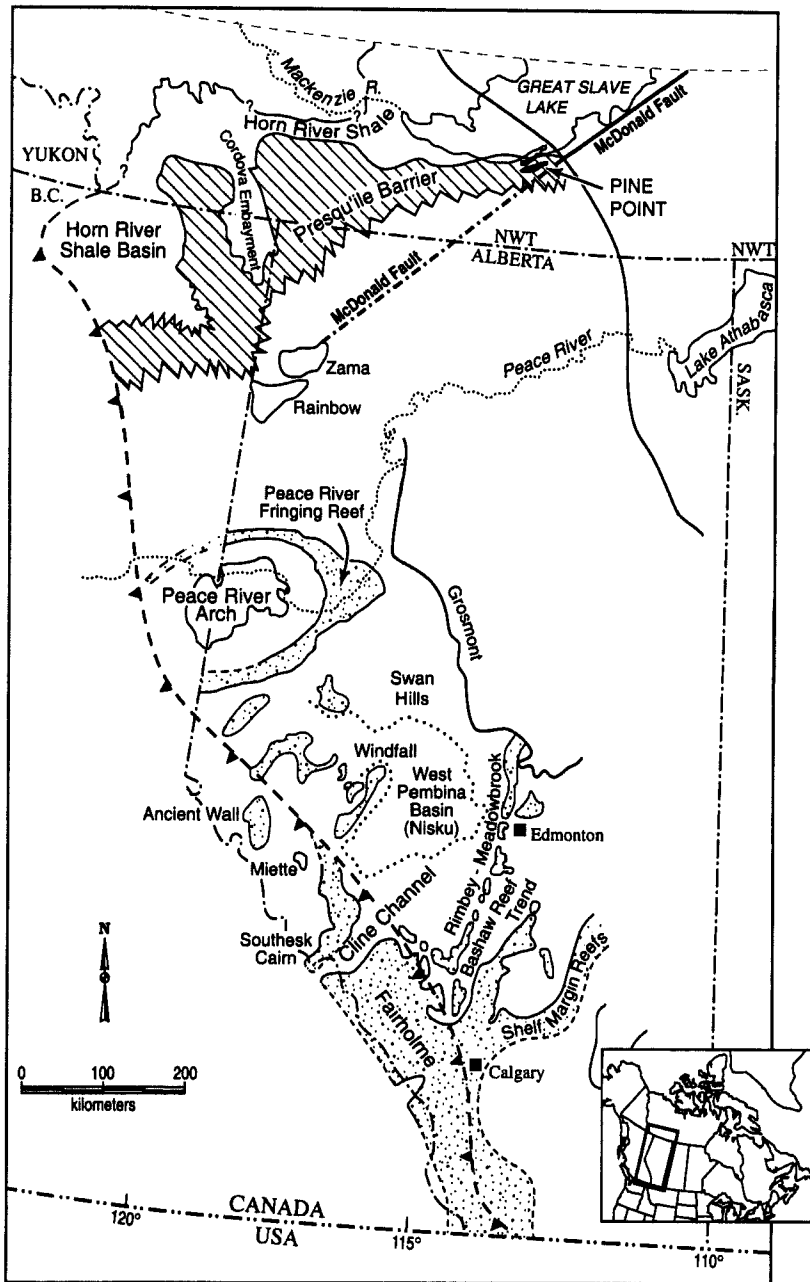 Mackenzie R.
GREAT SLAVE
LAKE
McDonald Fault
?
Horn River Shale
?
YUKON
?
B.C.
Cordova Embayment
Presqu'ile Barrier
PINE
POINT
Horn River
Shale Basin
NWT
ALBERTA
NWT
McDonald Fault
Lake Athabasca
Peace River
SASK.
Zama
Rainbow
Peace River
Fringing Reef
Peace River
Arch
Grosmont
Swan
Hills
Windfall
West
Pembina
Basin
(Nisku)
Rimbey - Meadowbrook
Ancient Wall
Edmonton
Miette
Bashaw Reef
Trend
Cline Channel
Southesk
Cairn
N
Fairholme
Shelf Margin Reefs
Calgary
0 100 200
kilometers
CANADA
USA
120°
115°
110°